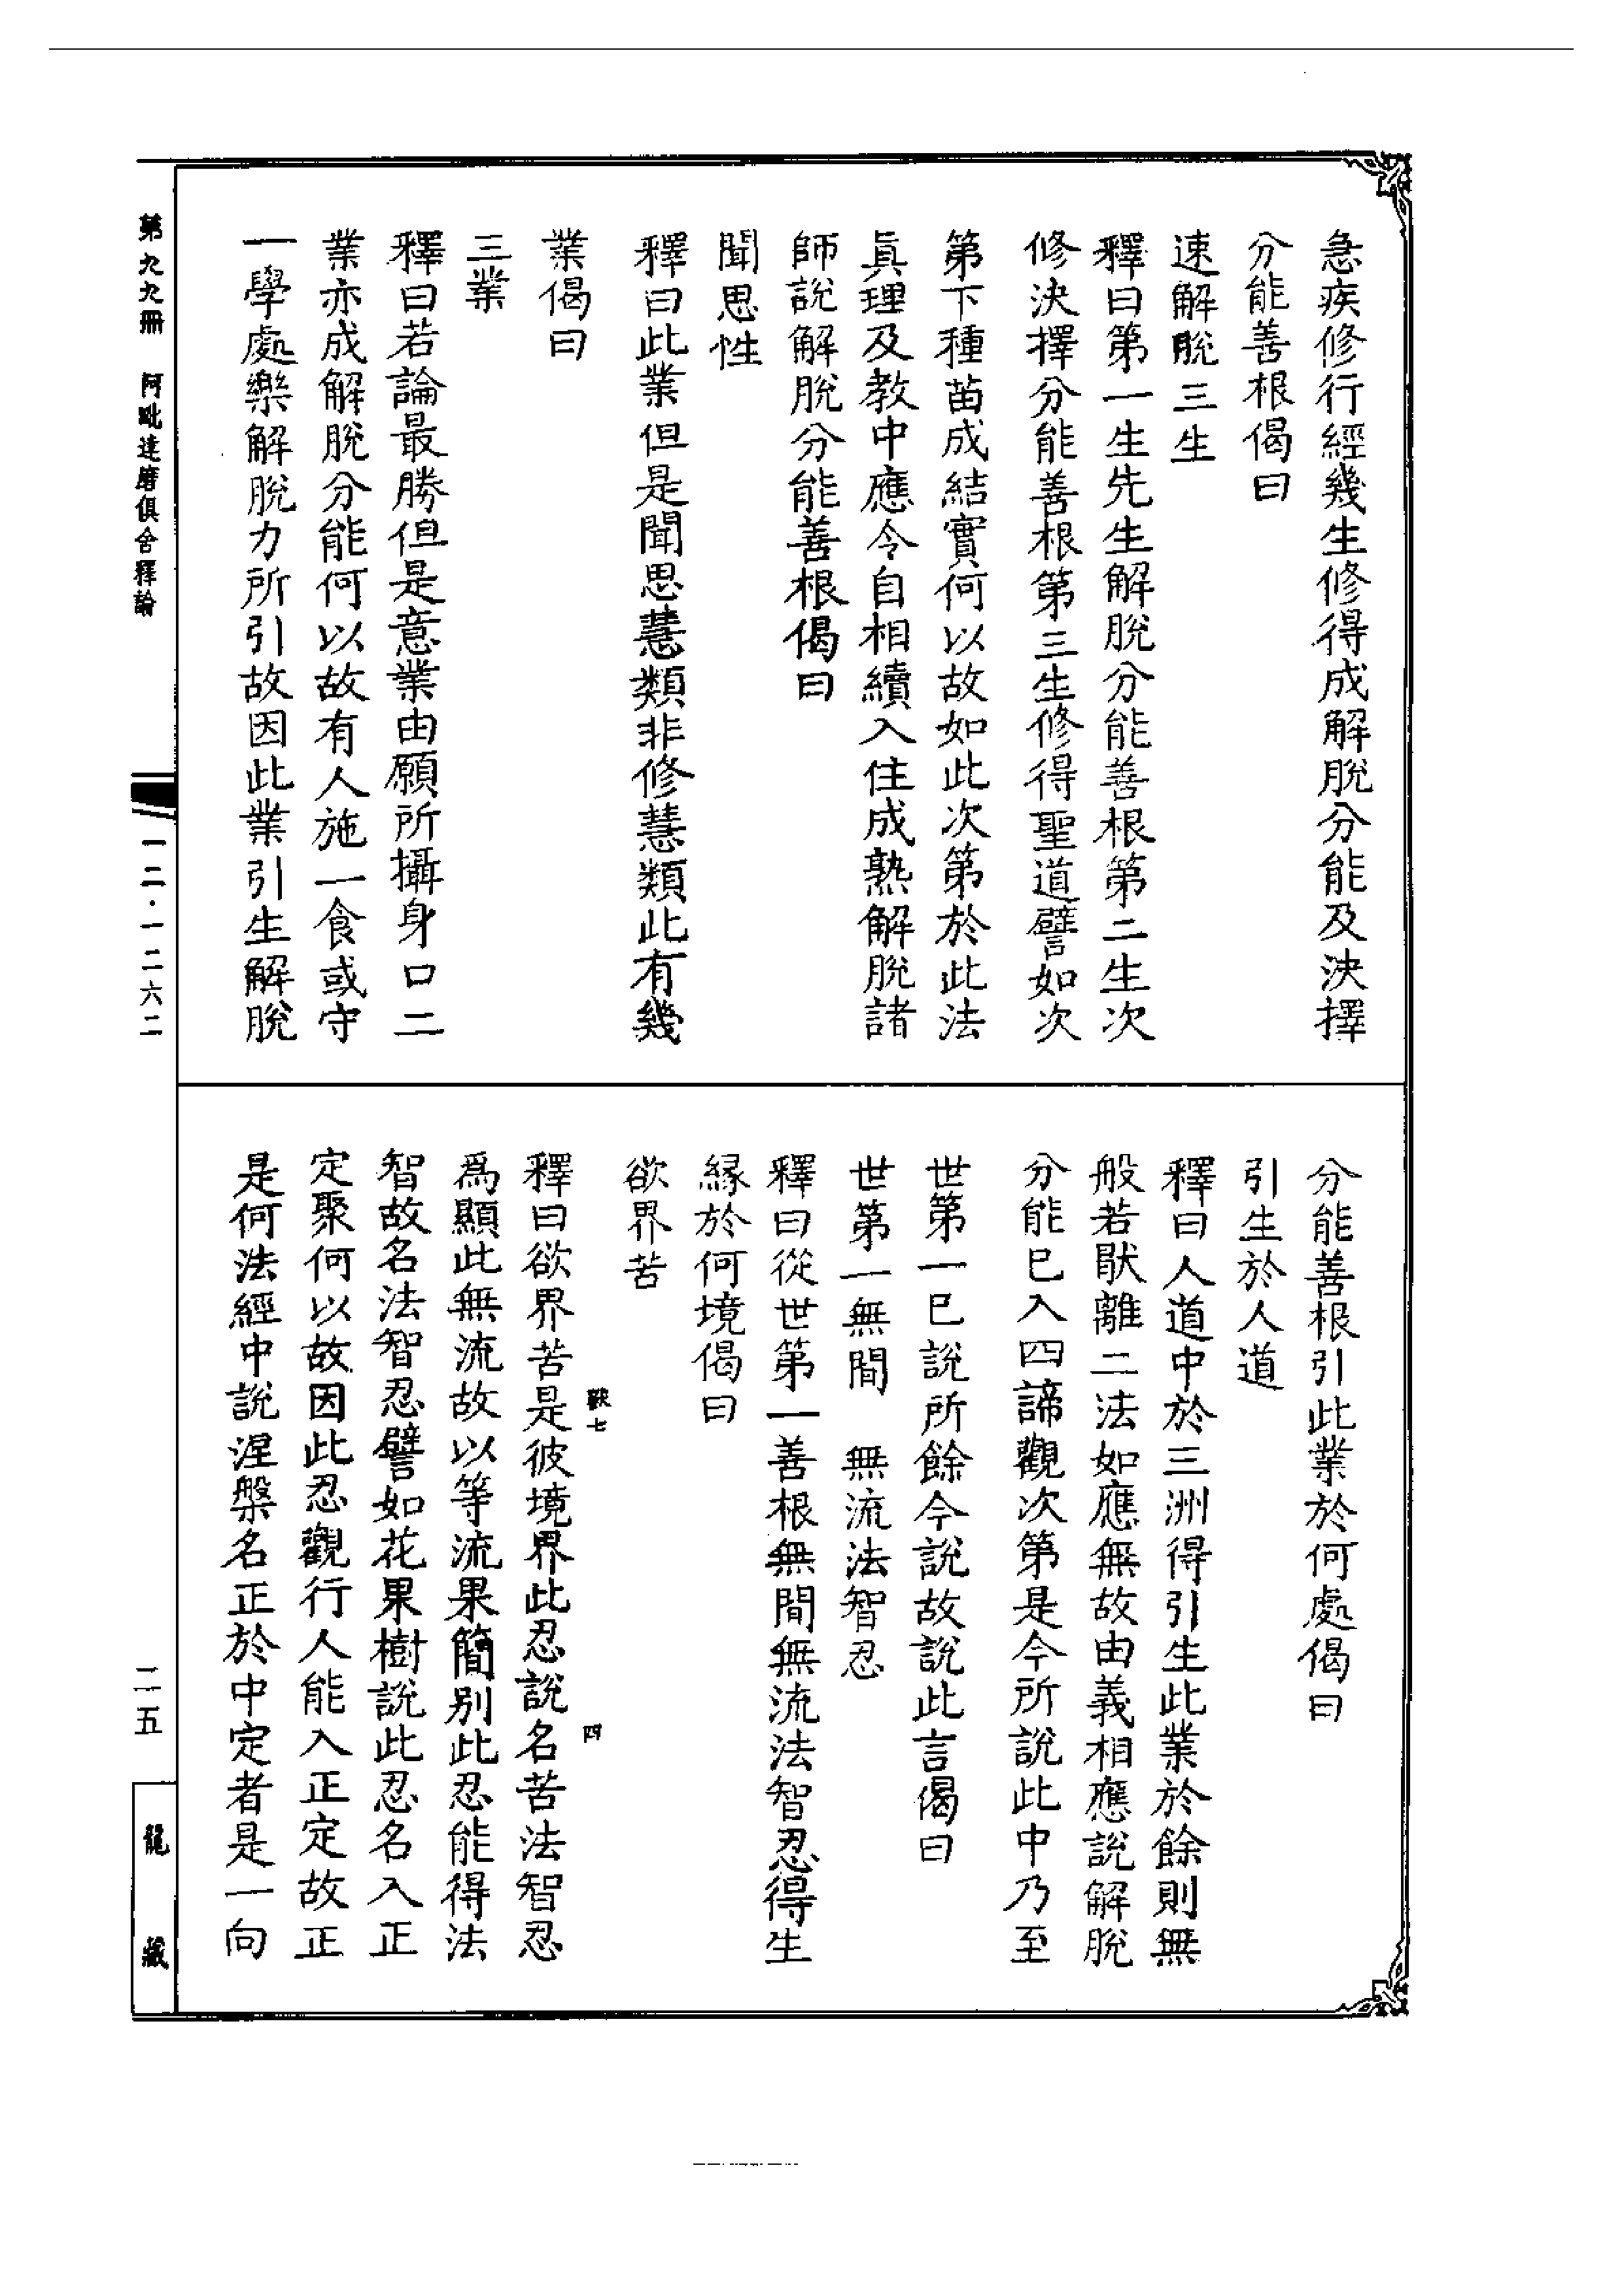 急疾修行經幾生修得成解脫分能及決擇
分能善根偈曰
速解脫三生
釋曰第一生先生解脫分能善根第二生次
修決擇分能善根第三生修得聖道譬如次
第下種苗成結實何以故如此次第於此法
真理及教中應令自相續入住成熟解脫諸
師說解脫分能善根偈曰
聞思性
釋曰此業但是聞思慧類非修慧類此有幾
業偈曰
三業
釋曰若論最勝但是意業由願所攝身口二
業亦成解脫分能何以故有人施一食或守
一學處樂解脫力所引故因此業引生解脫
分能善根引此業於何處偈曰
引生於人道
釋曰人道中於三洲得引生此業於餘則無
般若猒離二法如應無故由義相應說解脫
分能已入四諦觀次第是今所說此中乃至
世第一已說所餘今說故說此言偈曰
世第一無間　無流法智忍
釋曰從世第一善根無間無流法智忍得生
緣於何境偈曰
欲界苦
釋曰欲界苦是彼境界此忍說名苦法智忍
為顯此無流故以等流果簡別此忍能得法
智故名法智忍譬如花果樹說此忍名入正
定聚何以故因此忍觀行人能入正定故正
是何法經中說涅槃名正於中定者是一向
第九九冊　阿毗達磨俱舍釋論
一二·一二六二
二五
龍藏
七
四